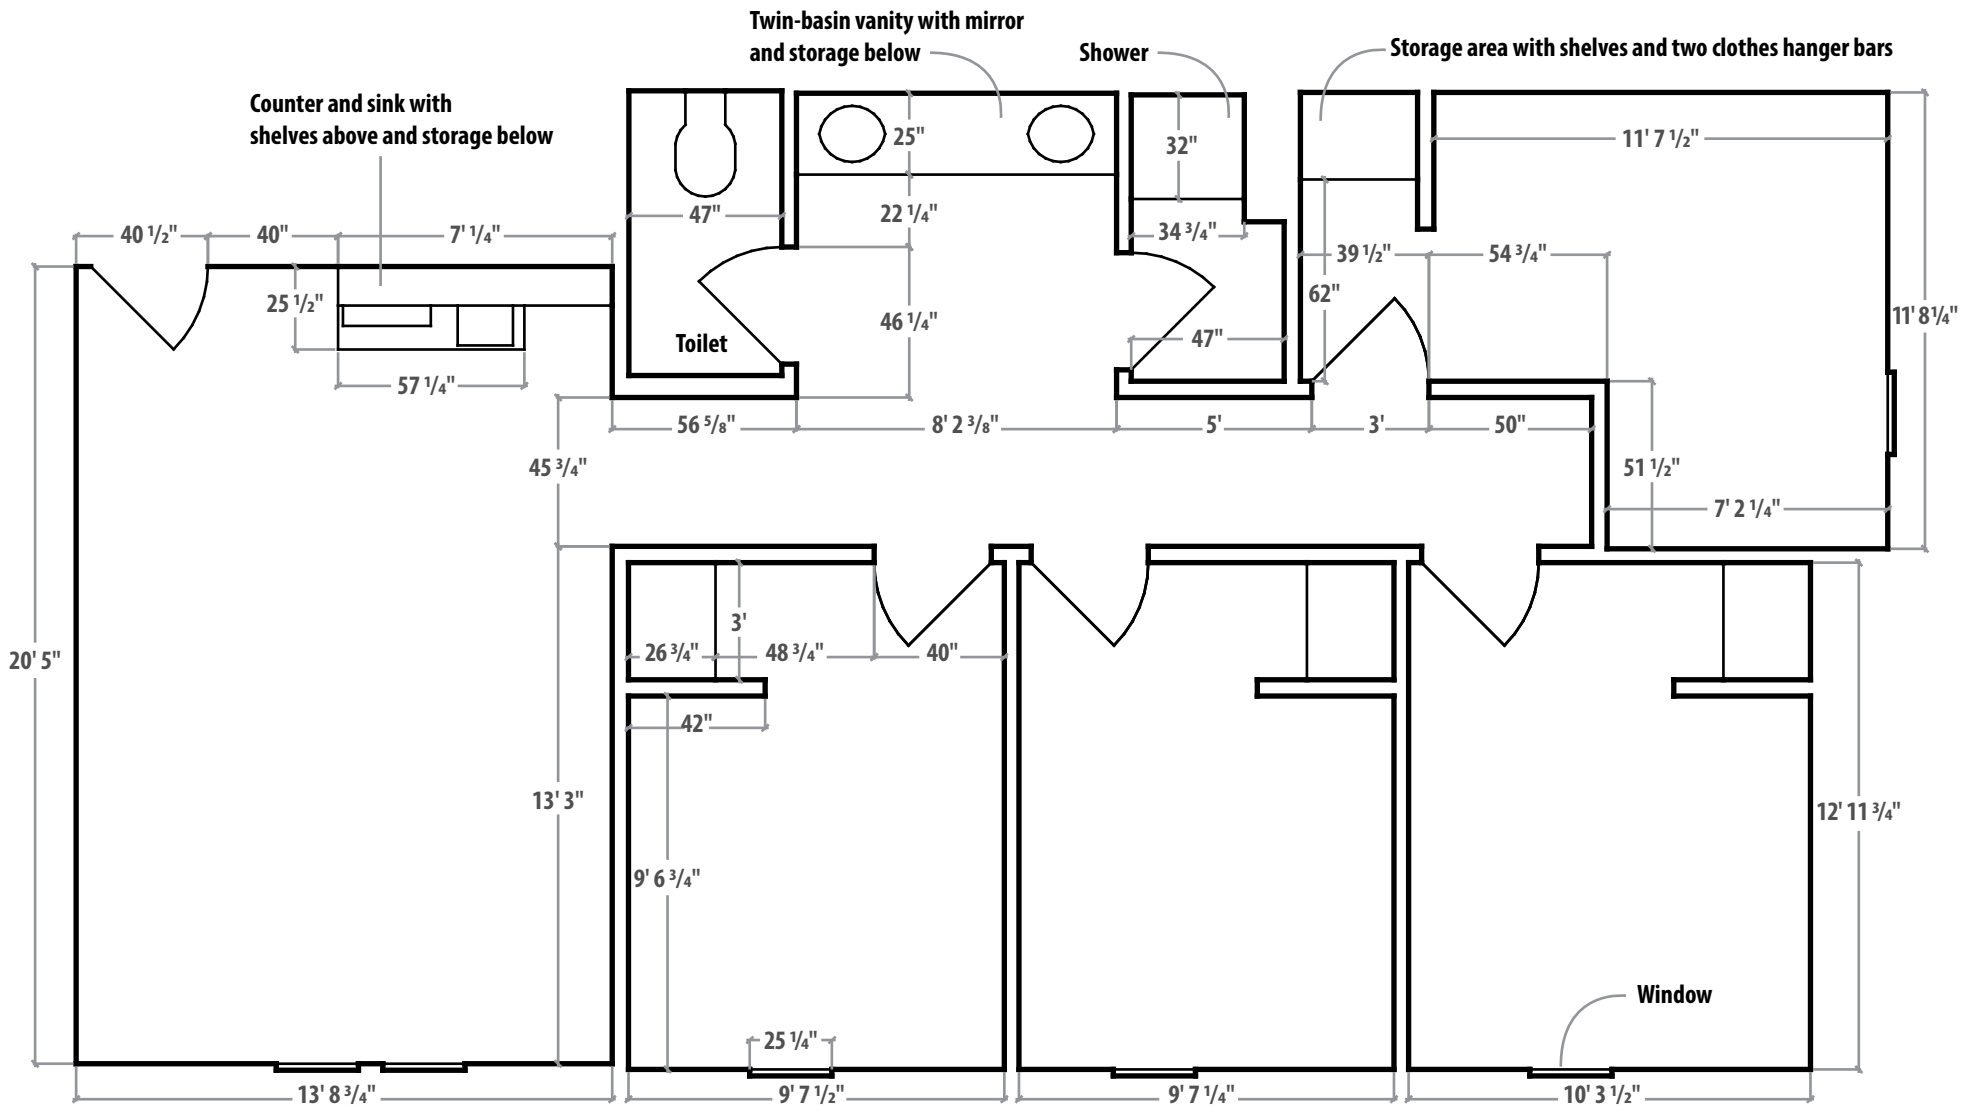 Twin-basin vanity with mirror
and storage below
Shower
Storage area with shelves and two clothes hanger bars
Counter and sink with
shelves above and storage below
25"
32"
11' 7 1/2"
47"
22 1/4"
34 3/4"
40 1/2"
40"
7' 1/4"
39 1/2"
54 3/4"
25 1/2"
62"
46 1/4"
11' 8 1/4"
Toilet
47"
57 1/4"
56 5/8"
8' 2 3/8"
5'
3'
50"
45 3/4"
51 1/2"
7' 2 1/4"
3'
26 3/4"
48 3/4"
40"
20' 5"
42"
13' 3"
12' 11 3/4"
9' 6 3/4"
Window
25 1/4"
13' 8 3/4"
9' 7 1/2"
9' 7 1/4"
10' 3 1/2"